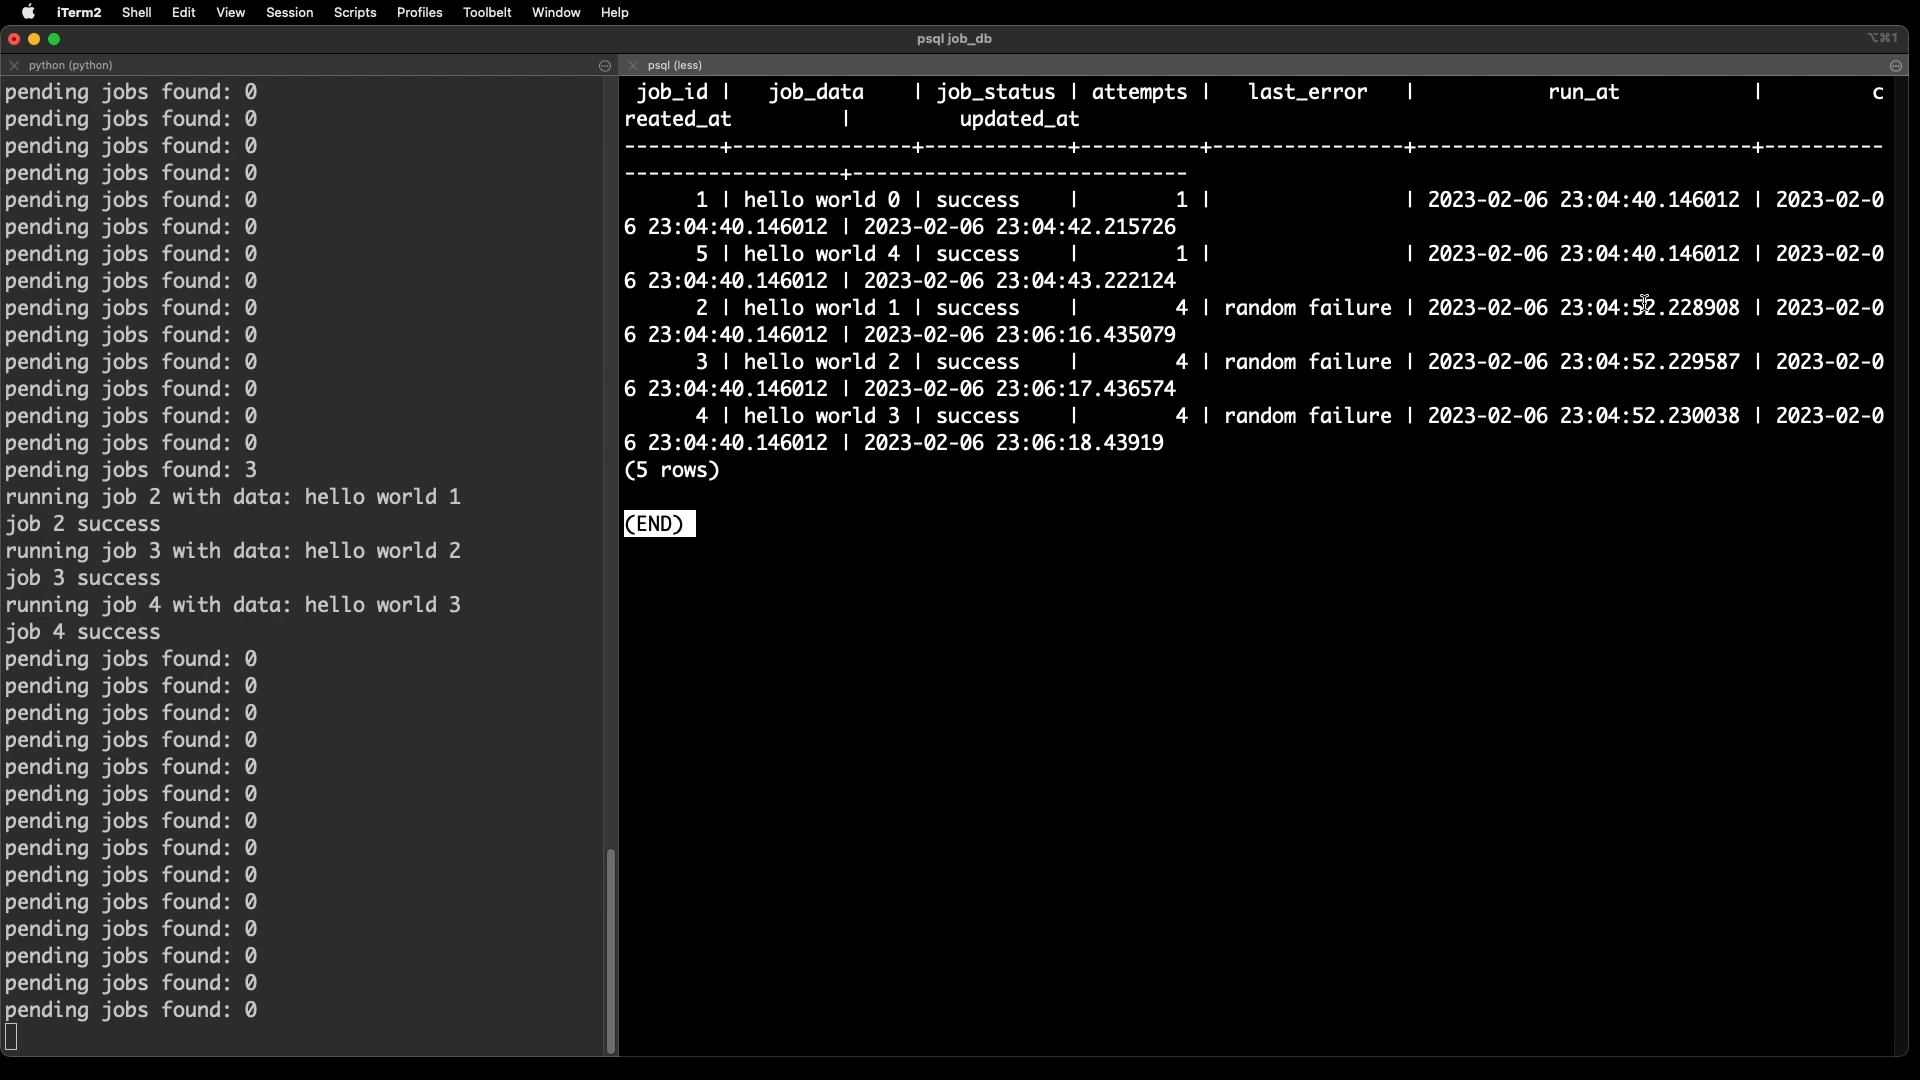 iTerm2 Shell Edit View Session Scripts Profiles Toolbelt Window Help
psql job_db
⌥⌘1
python (python)
pending jobs found: 0
pending jobs found: 0
pending jobs found: 0
pending jobs found: 0
pending jobs found: 0
pending jobs found: 0
pending jobs found: 0
pending jobs found: 0
pending jobs found: 0
pending jobs found: 0
pending jobs found: 0
pending jobs found: 0
pending jobs found: 0
pending jobs found: 0
pending jobs found: 3
running job 2 with data: hello world 1
job 2 success
running job 3 with data: hello world 2
job 3 success
running job 4 with data: hello world 3
job 4 success
pending jobs found: 0
pending jobs found: 0
pending jobs found: 0
pending jobs found: 0
pending jobs found: 0
pending jobs found: 0
pending jobs found: 0
pending jobs found: 0
pending jobs found: 0
pending jobs found: 0
pending jobs found: 0
pending jobs found: 0
pending jobs found: 0
pending jobs found: 0
psql (less)
job_id | job_data | job_status | attempts | last_error | run_at | c
reated_at | updated_at
--------+---------------+------------+----------+----------------+----------------------------+----------
------------------+----------------------------
1 | hello world 0 | success | 1 | | 2023-02-06 23:04:40.146012 | 2023-02-0
6 23:04:40.146012 | 2023-02-06 23:04:42.215726
5 | hello world 4 | success | 1 | | 2023-02-06 23:04:40.146012 | 2023-02-0
6 23:04:40.146012 | 2023-02-06 23:04:43.222124
2 | hello world 1 | success | 4 | random failure | 2023-02-06 23:04:52.228908 | 2023-02-0
6 23:04:40.146012 | 2023-02-06 23:06:16.435079
3 | hello world 2 | success | 4 | random failure | 2023-02-06 23:04:52.229587 | 2023-02-0
6 23:04:40.146012 | 2023-02-06 23:06:17.436574
4 | hello world 3 | success | 4 | random failure | 2023-02-06 23:04:52.230038 | 2023-02-0
6 23:04:40.146012 | 2023-02-06 23:06:18.43919
(5 rows)
(END)